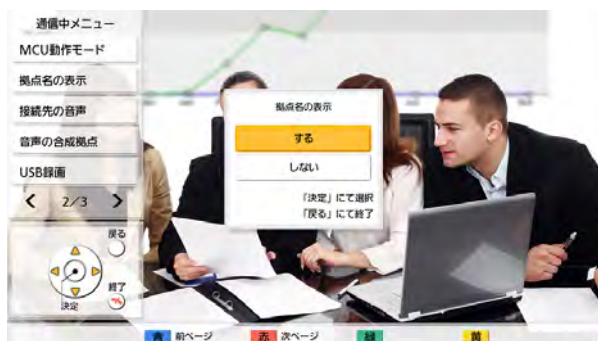 通信中メニュー
MCU動作モード
拠点名の表示
接続先の音声
音声の合成拠点
USB録画
2/3
戻る
終了
決定
拠点名の表示
する
しない
「決定」にて選択
「戻る」にて終了
青 前ページ 赤 次ページ 緑 黄